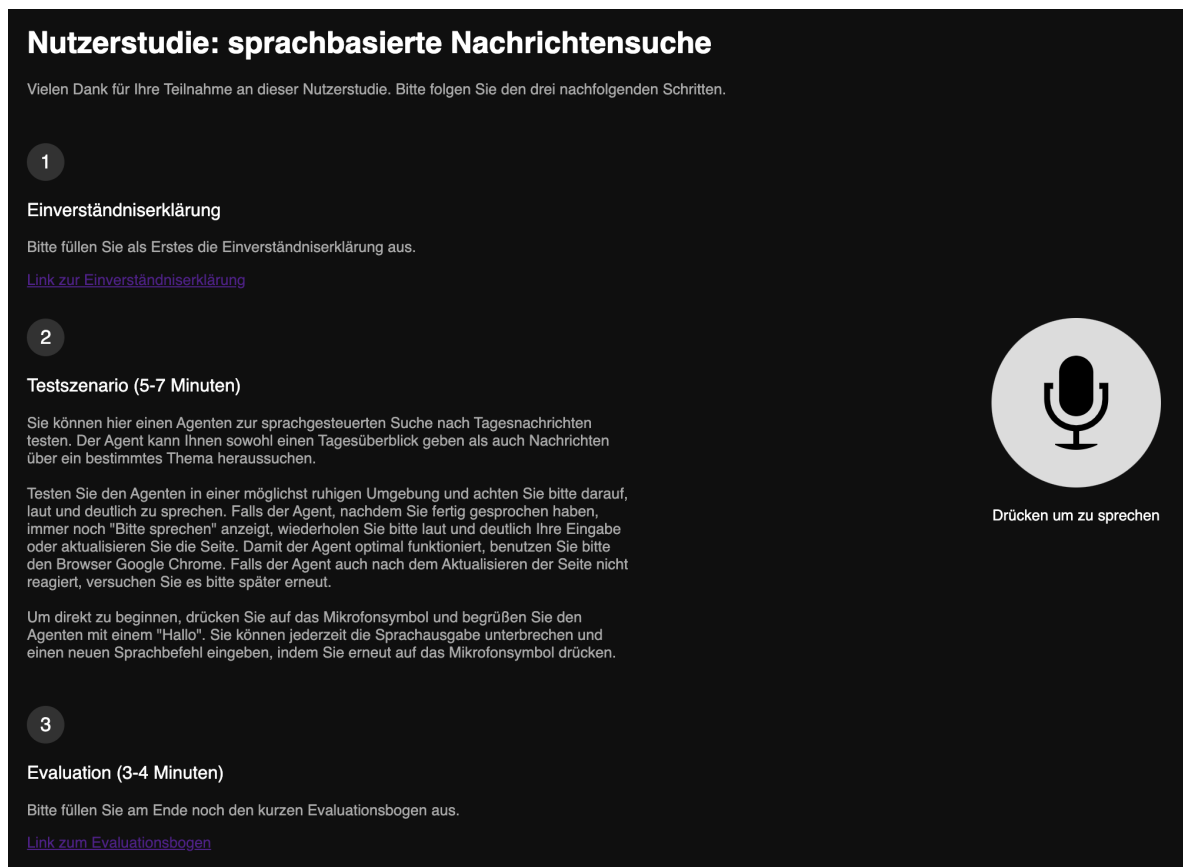 Nutzerstudie: sprachbasierte Nachrichtensuche
Vielen Dank für Ihre Teilnahme an dieser Nutzerstudie. Bitte folgen Sie den drei nachfolgenden Schritten.
1
Einverständniserklärung
Bitte füllen Sie als Erstes die Einverständniserklärung aus.
Link zur Einverständniserklärung
2
Testszenario (5-7 Minuten)
Sie können hier einen Agenten zur sprachgesteuerten Suche nach Tagesnachrichten
testen. Der Agent kann Ihnen sowohl einen Tagesüberblick geben als auch Nachrichten
über ein bestimmtes Thema heraussuchen.
Testen Sie den Agenten in einer möglichst ruhigen Umgebung und achten Sie bitte darauf,
laut und deutlich zu sprechen. Falls der Agent, nachdem Sie fertig gesprochen haben,
immer noch "Bitte sprechen" anzeigt, wiederholen Sie bitte laut und deutlich Ihre Eingabe
oder aktualisieren Sie die Seite. Damit der Agent optimal funktioniert, benutzen Sie bitte
den Browser Google Chrome. Falls der Agent auch nach dem Aktualisieren der Seite nicht
reagiert, versuchen Sie es bitte später erneut.
Um direkt zu beginnen, drücken Sie auf das Mikrofonsymbol und begrüßen Sie den
Agenten mit einem "Hallo". Sie können jederzeit die Sprachausgabe unterbrechen und
einen neuen Sprachbefehl eingeben, indem Sie erneut auf das Mikrofonsymbol drücken.
Drücken um zu sprechen
3
Evaluation (3-4 Minuten)
Bitte füllen Sie am Ende noch den kurzen Evaluationsbogen aus.
Link zum Evaluationsbogen